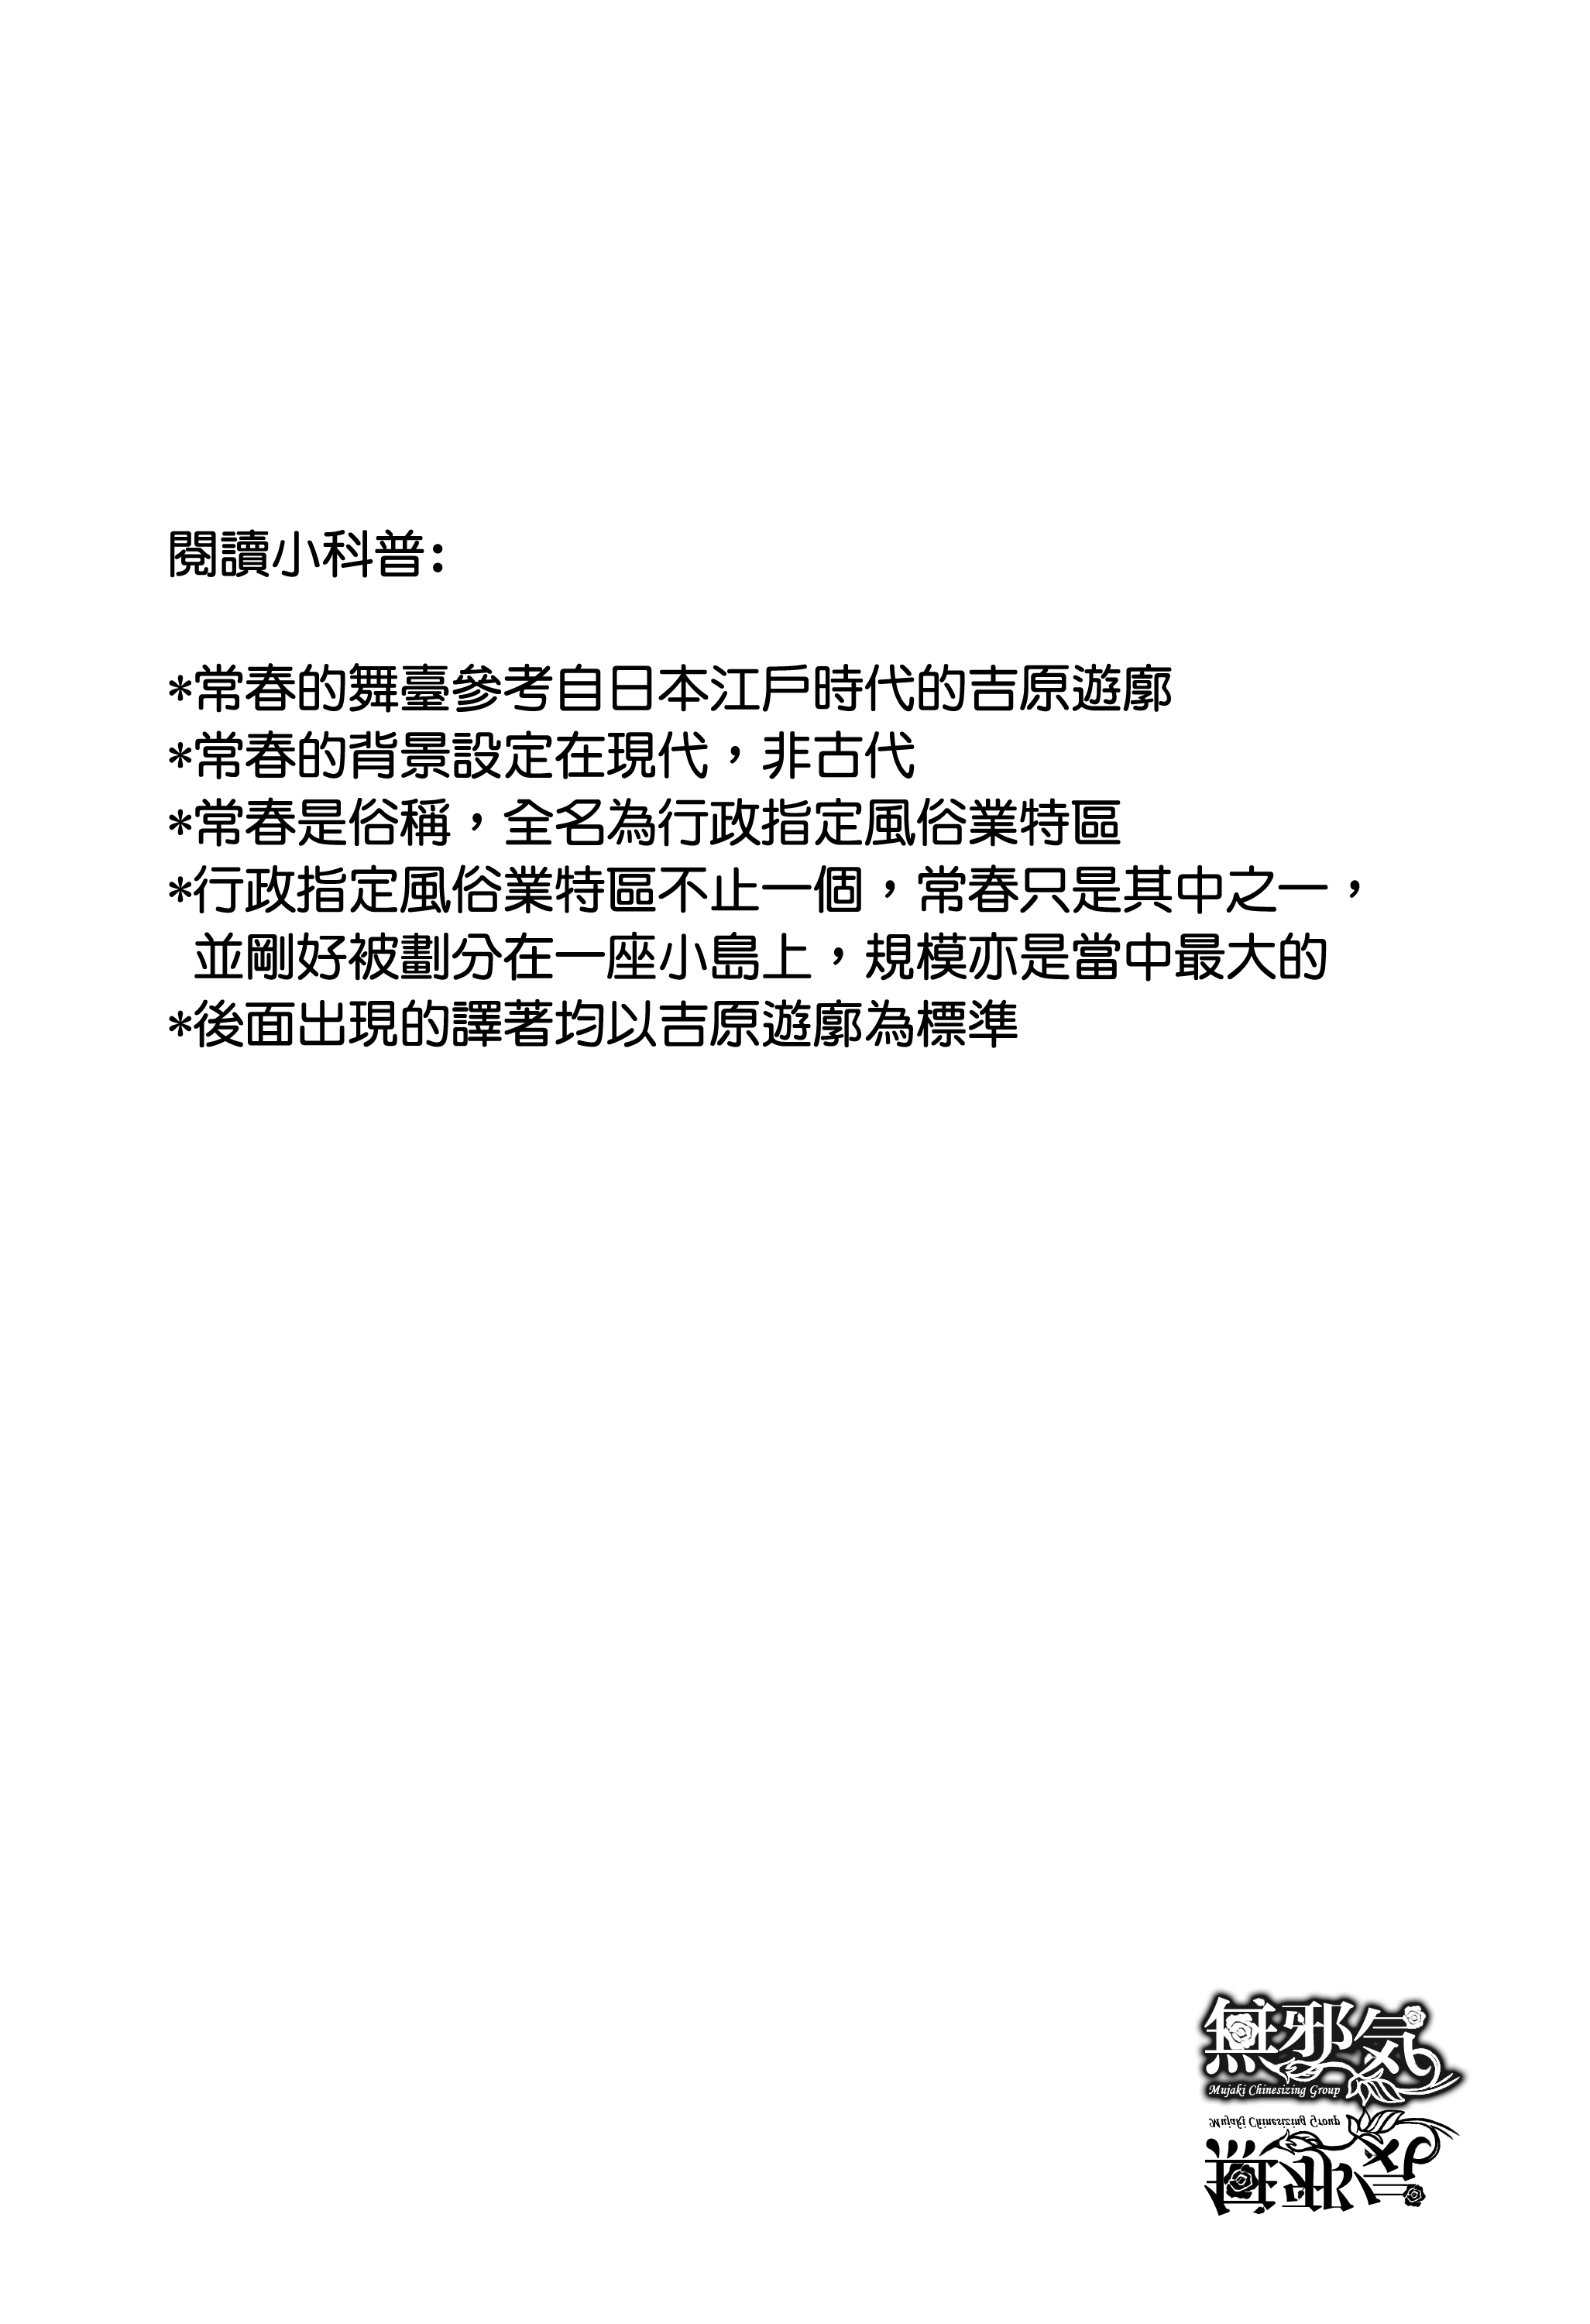 閱讀小科普:
*常春的舞臺參考自日本江戶時代的吉原遊廓
*常春的背景設定在現代，非古代
*常春是俗稱，全名為行政指定風俗業特區
*行政指定風俗業特區不止一個，常春只是其中之一，
並剛好被劃分在一座小島上，規模亦是當中最大的
*後面出現的譯著均以吉原遊廓為標準
無邪気
Mujaki Chinesizing Group
Mujaki Chinesizing Group
無邪気